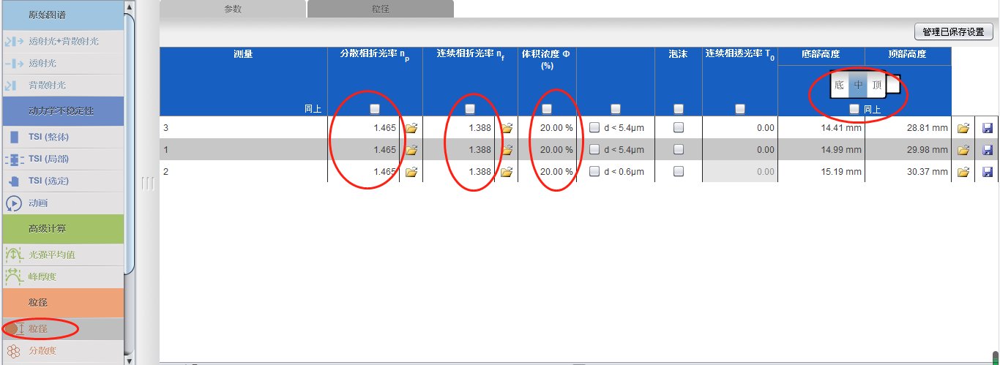 原始图谱
透射光+背散射光
透射光
背散射光
动力学不稳定性
TSI (整体)
TSI (局部)
TSI (选定)
动画
高级计算
光强平均值
峰厚度
粒径
粒径
分散度
参数
粒径
管理已保存设置
测量 分散相折光率 np 连续相折光率 nf 体积浓度 Φ (%) 泡沫 连续相透光率 T0 底部高度 顶部高度
底 中 顶
同上 同上
3 1.465 1.388 20.00 % d < 5.4µm 0.00 14.41 mm 28.81 mm
1 1.465 1.388 20.00 % d < 5.4µm 0.00 14.99 mm 29.98 mm
2 1.465 1.388 20.00 % d < 0.6µm 0.00 15.19 mm 30.37 mm